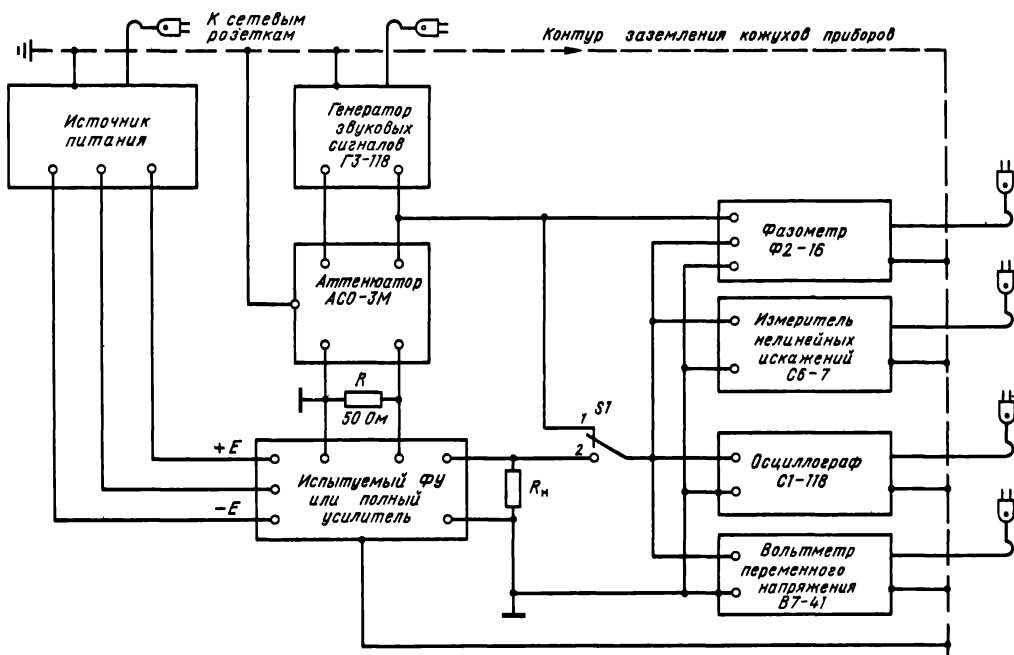 К сетевым
розеткам
Контур заземления кожухов приборов
Источник
питания
Генератор
звуковых
сигналов
ГЗ-118
Аттенюатор
АСО-3М
R
50 Ом
+E
-E
Испытуемый ФУ
или полный
усилитель
Rн
1
S1
2
Фазометр
Ф2-16
Измеритель
нелинейных
искажений
С6-7
Осциллограф
С1-118
Вольтметр
переменного
напряжения
В7-41